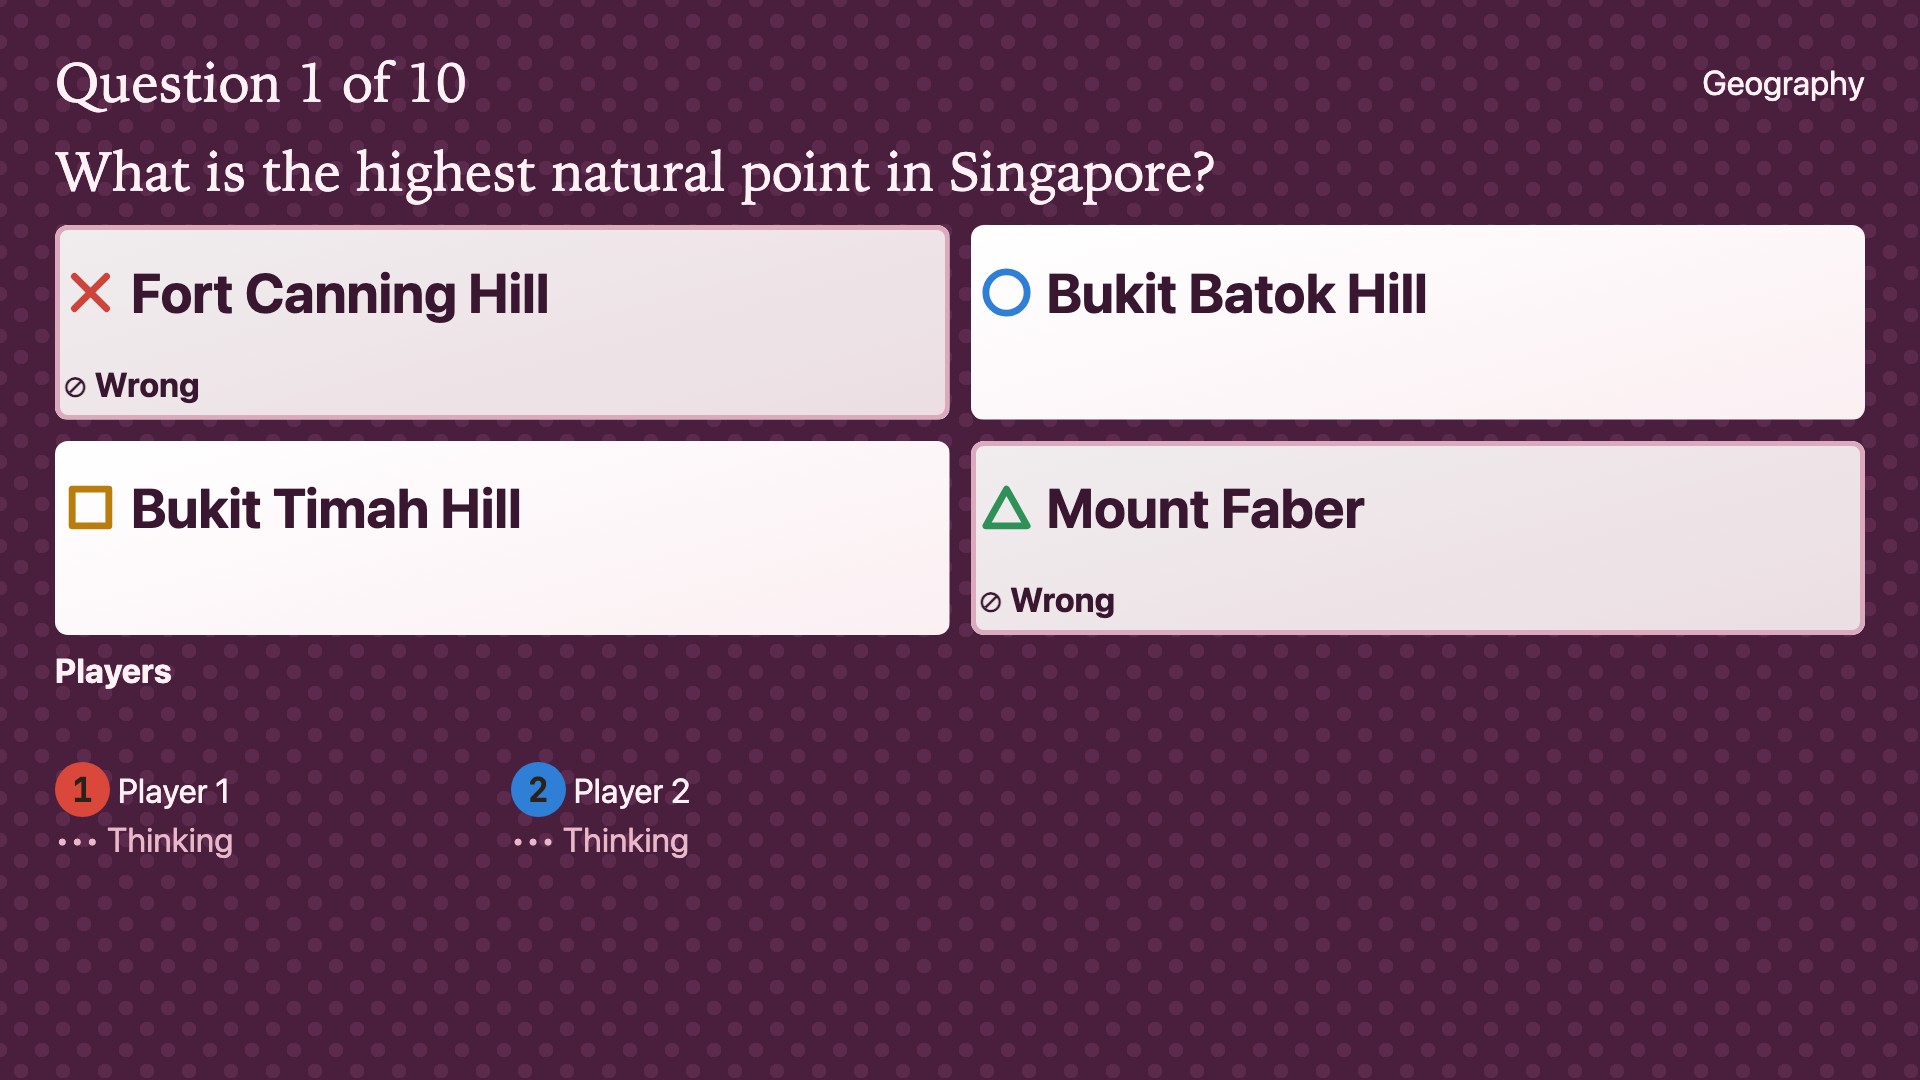 Question 1 of 10
Geography
What is the highest natural point in Singapore?
Fort Canning Hill
Wrong
Bukit Batok Hill
Bukit Timah Hill
Mount Faber
Wrong
Players
1 Player 1
... Thinking
2 Player 2
... Thinking